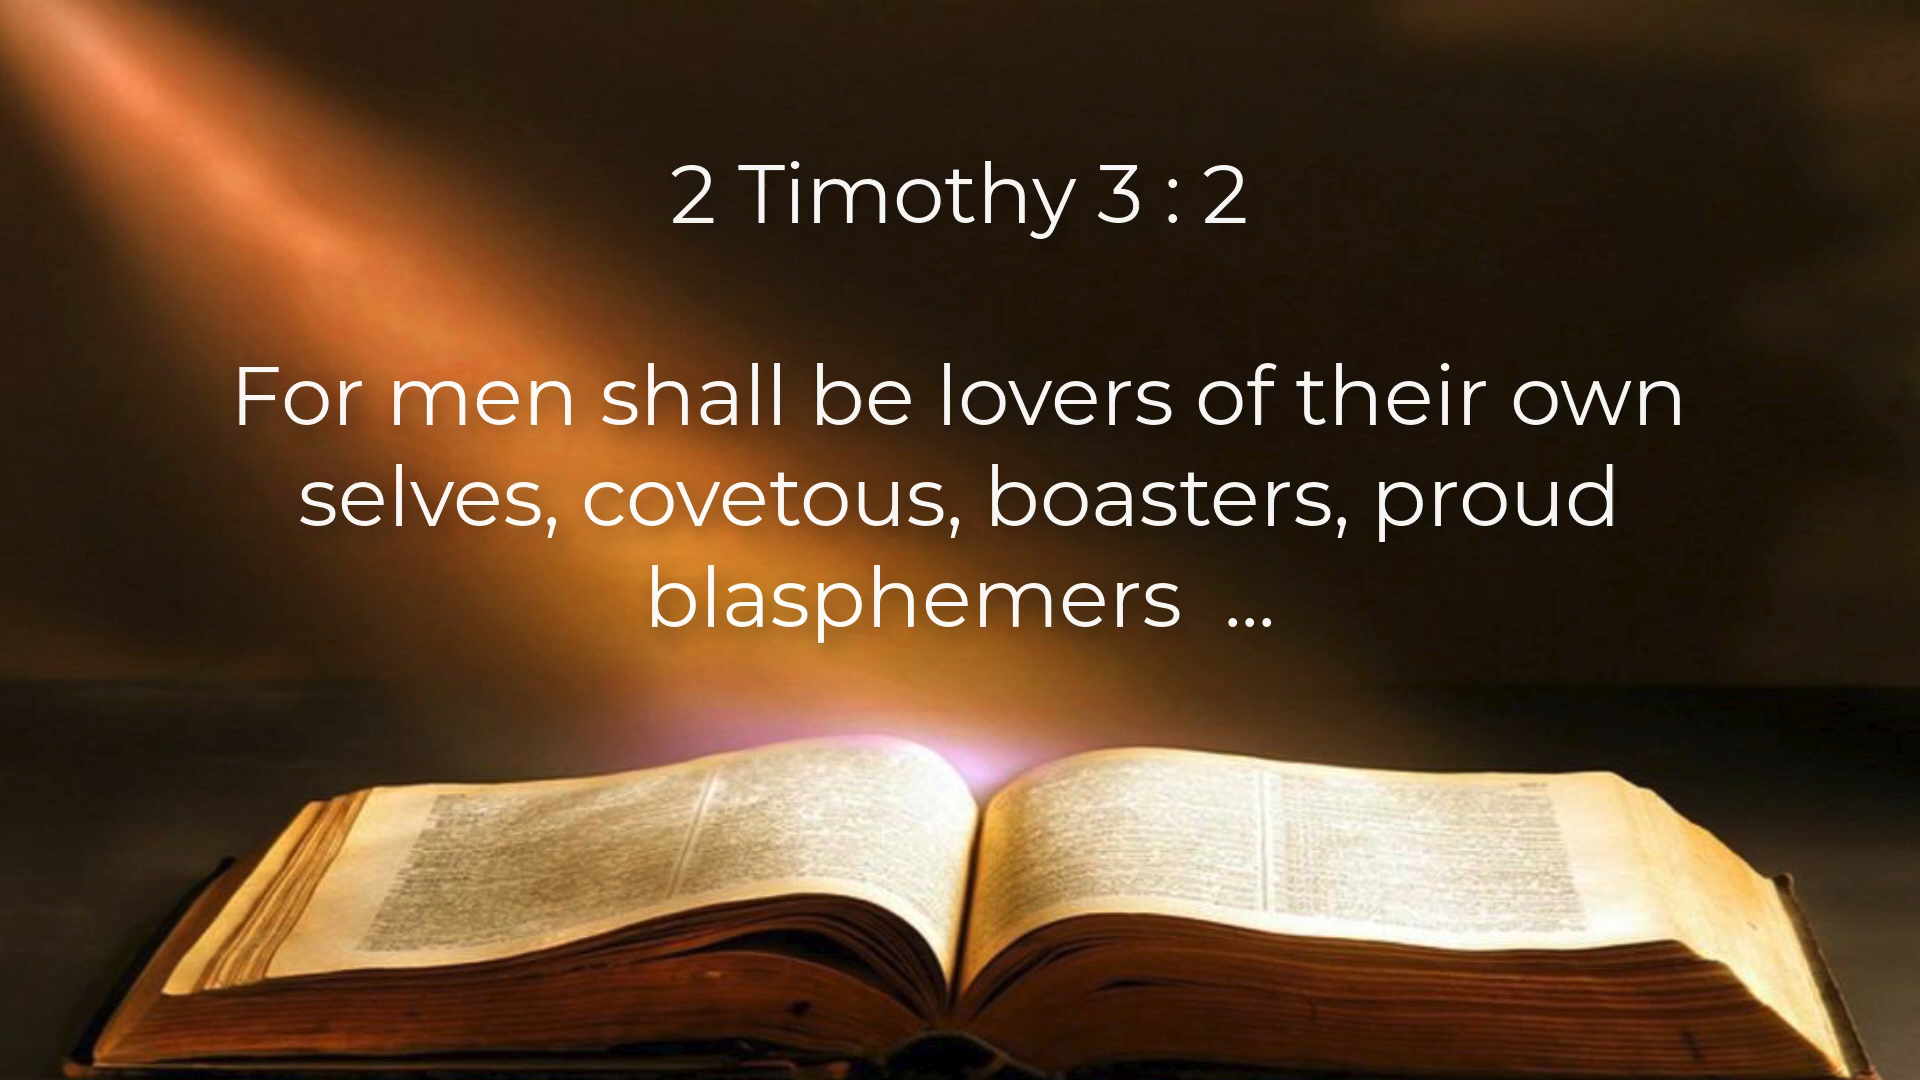 2 Timothy 3 : 2
For men shall be lovers of their own
selves, covetous, boasters, proud
blasphemers  ...